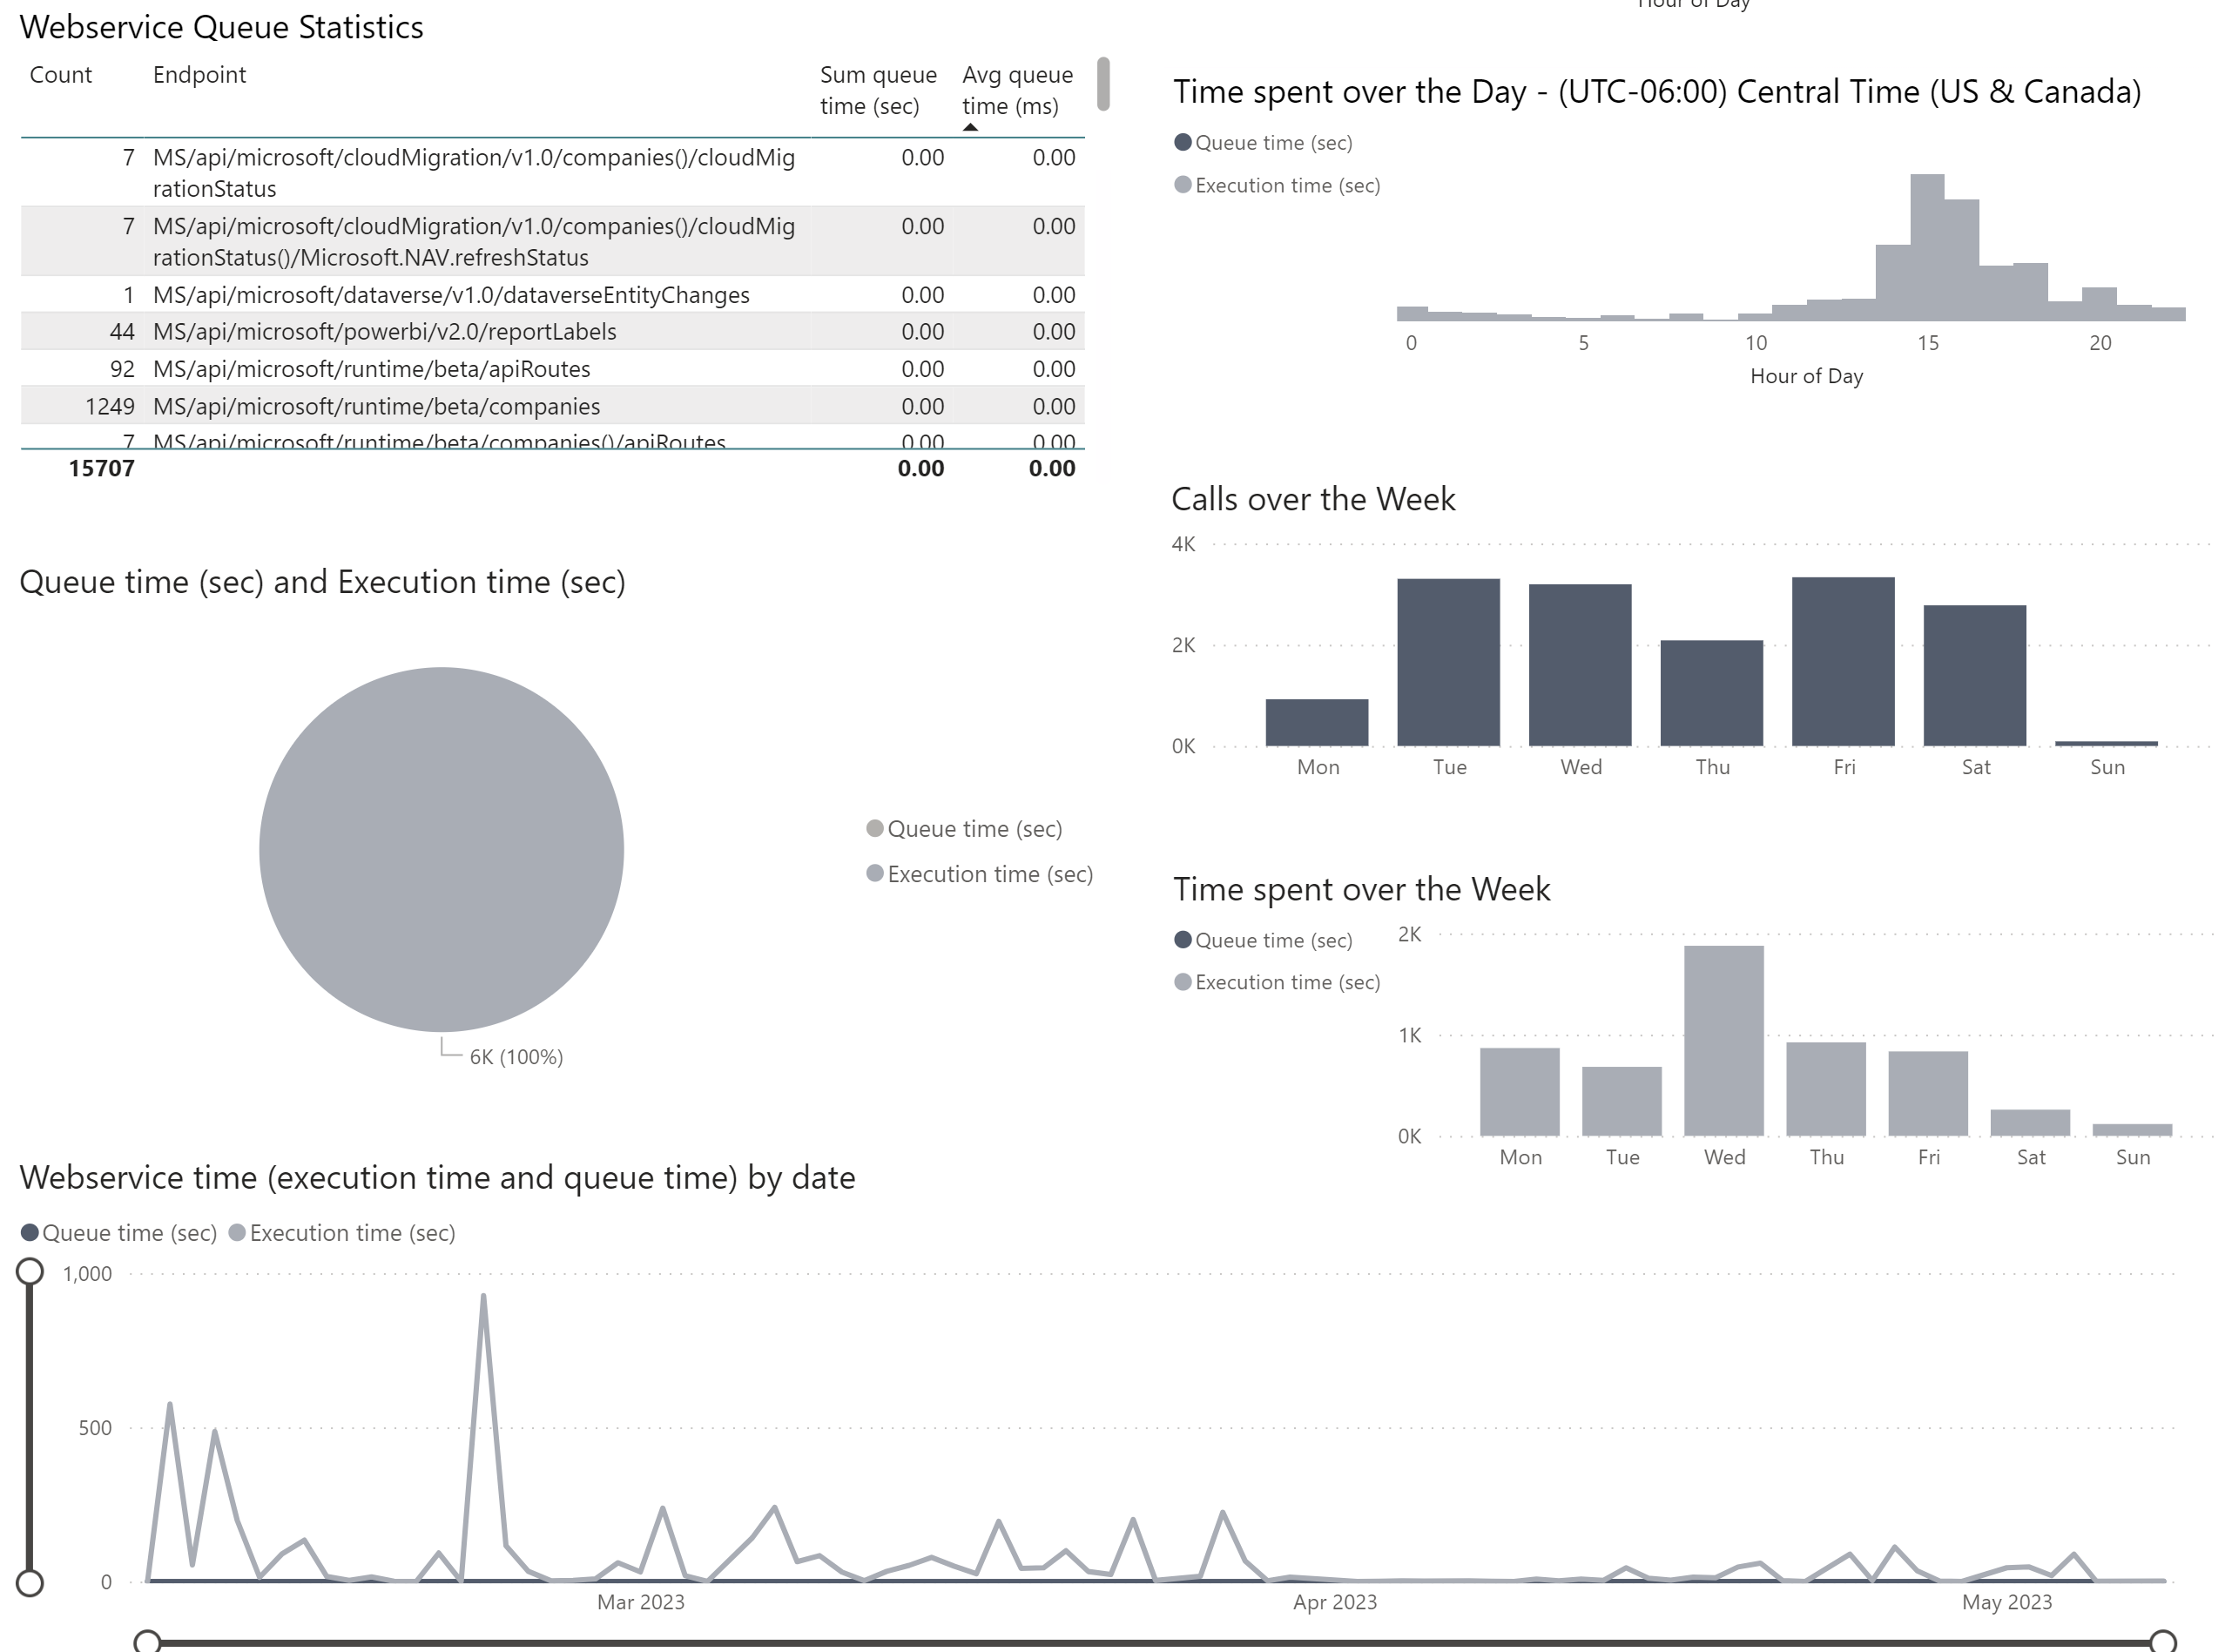 Webservice Queue Statistics
Count Endpoint Sum queue time (sec) Avg queue time (ms)
7 MS/api/microsoft/cloudMigration/v1.0/companies()/cloudMig 0.00 0.00
rationStatus
7 MS/api/microsoft/cloudMigration/v1.0/companies()/cloudMig 0.00 0.00
rationStatus()/Microsoft.NAV.refreshStatus
1 MS/api/microsoft/dataverse/v1.0/dataverseEntityChanges 0.00 0.00
44 MS/api/microsoft/powerbi/v2.0/reportLabels 0.00 0.00
92 MS/api/microsoft/runtime/beta/apiRoutes 0.00 0.00
1249 MS/api/microsoft/runtime/beta/companies 0.00 0.00
7 MS/api/microsoft/runtime/beta/companies()/apiRoutes 0.00 0.00
15707 0.00 0.00
Queue time (sec) and Execution time (sec)
Queue time (sec)
Execution time (sec)
6K (100%)
Webservice time (execution time and queue time) by date
Queue time (sec) Execution time (sec)
1,000
500
0
Mar 2023 Apr 2023 May 2023
Hour of Day
Time spent over the Day - (UTC-06:00) Central Time (US & Canada)
Queue time (sec)
Execution time (sec)
0 5 10 15 20
Hour of Day
Calls over the Week
4K
2K
0K
Mon Tue Wed Thu Fri Sat Sun
Time spent over the Week
Queue time (sec)
Execution time (sec)
2K
1K
0K
Mon Tue Wed Thu Fri Sat Sun